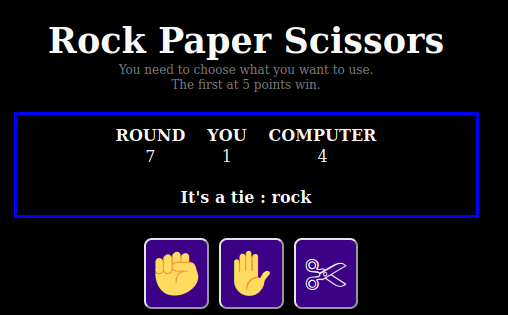 Rock Paper Scissors
You need to choose what you want to use.
The first at 5 points win.
ROUND YOU COMPUTER
7 1 4
It's a tie : rock